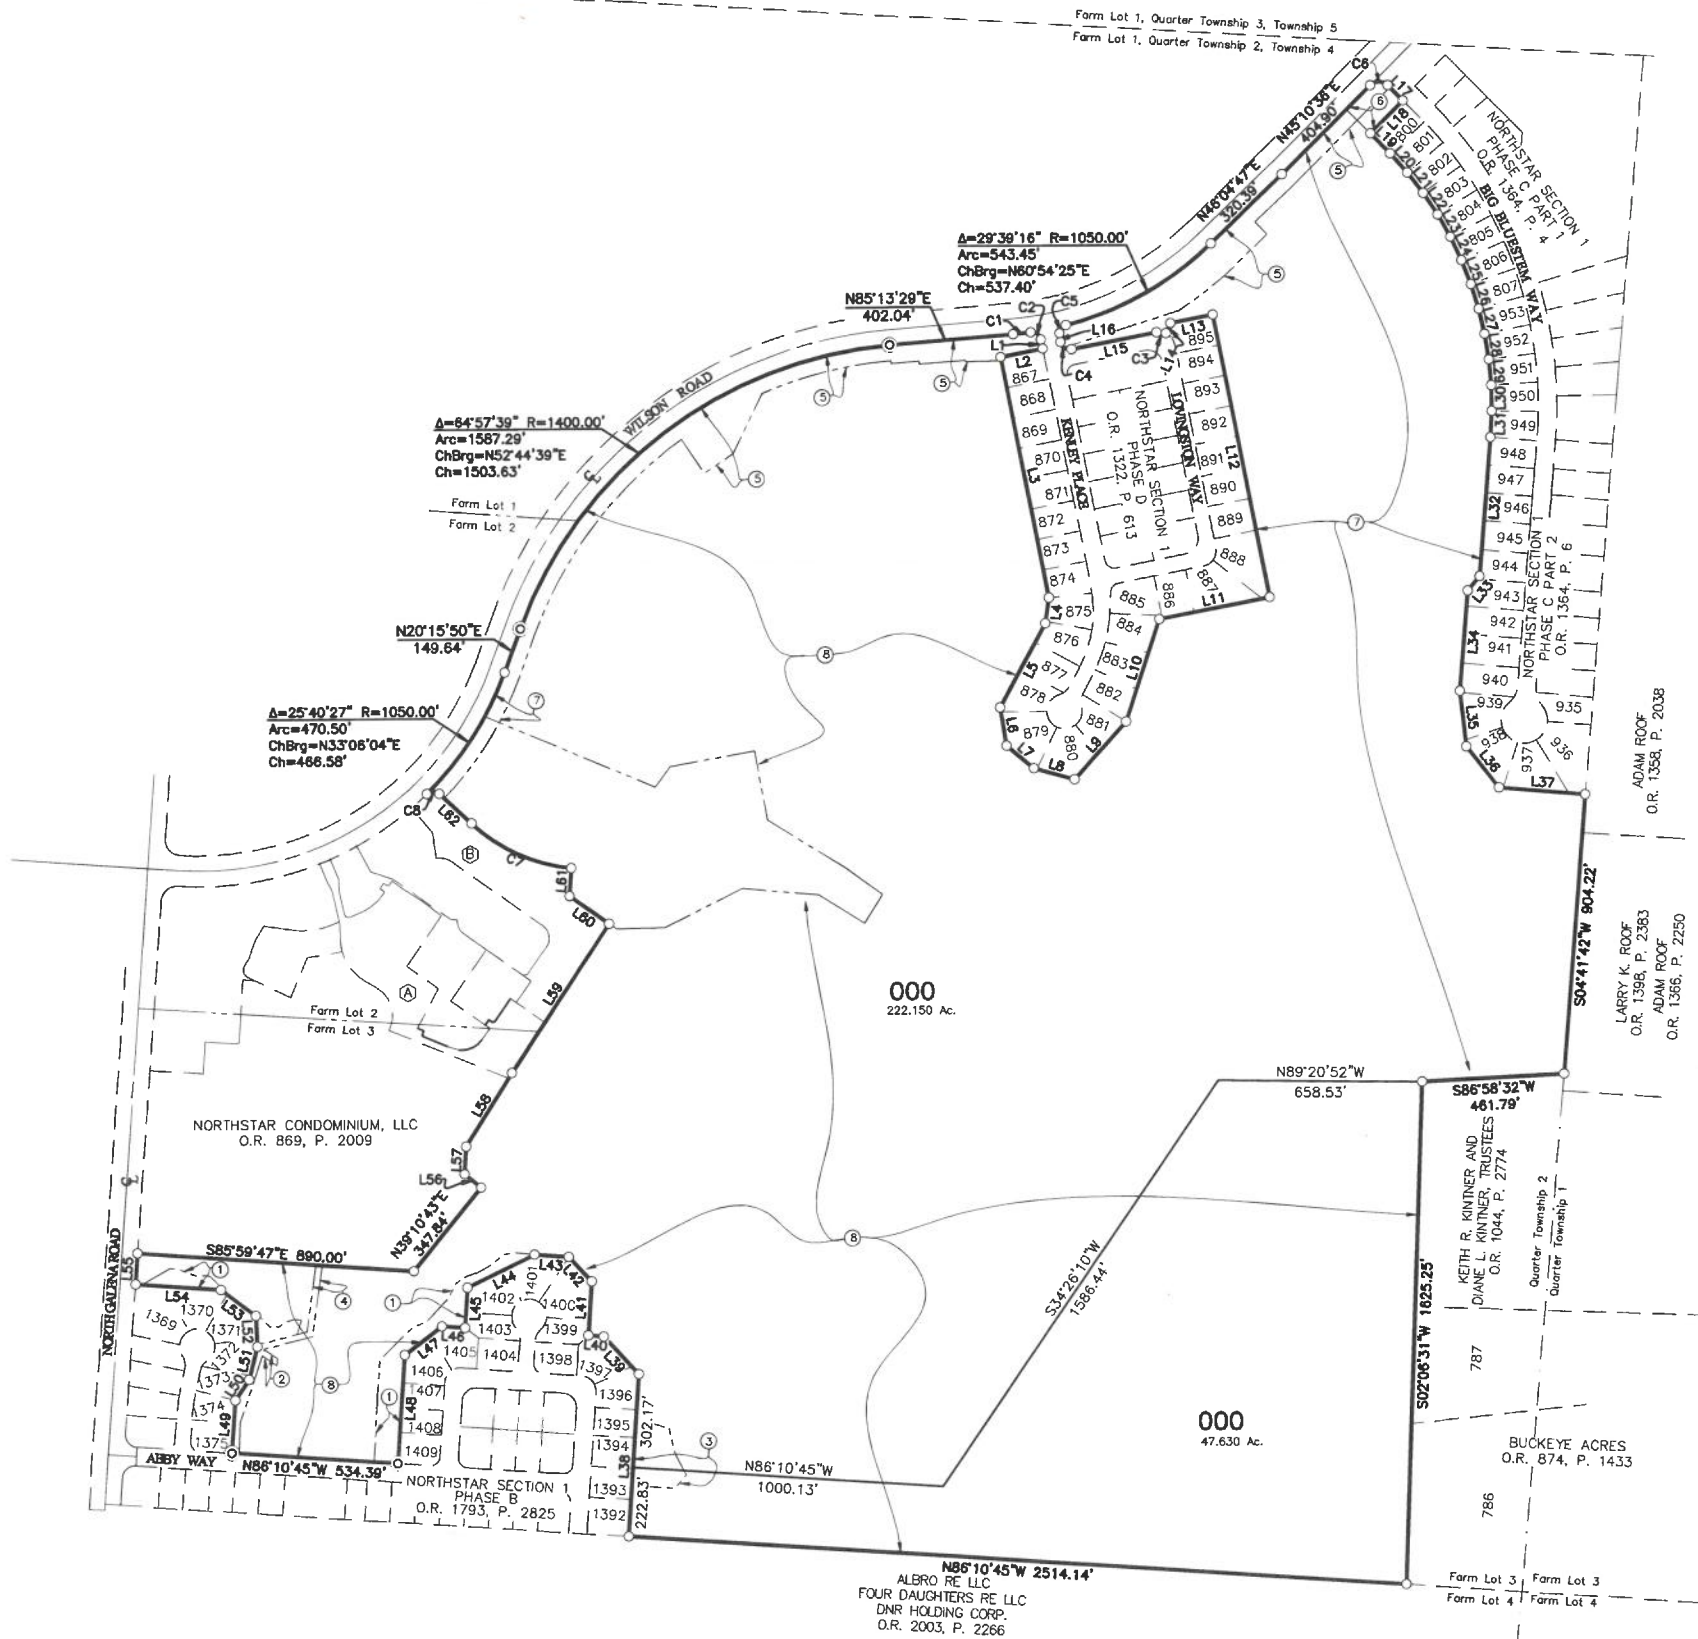 Farm Lot 1, Quarter Township 3, Township 5
Farm Lot 1, Quarter Township 2, Township 4
C6
L17
6
N45°10'36"E
404.90'
L18
L19
800
801
L20
802
L21
803
L22
804
L23
805
L24
806
L25
807
L26
953
L27
952
L28
951
L29
950
L30
949
L31
948
947
L32
946
945
944
L33
943
942
L34
941
940
939
L35
938
937
936
935
L36
L37
NORTHSTAR SECTION 1
PHASE C PART 1
O.R. 1364, P. 4
BIG BLUESTEM WAY
NORTHSTAR SECTION 1
PHASE C PART 2
O.R. 1364, P. 6
5
N46°04'47"E
320.39'
5
Δ=29°39'16" R=1050.00'
Arc=543.45'
ChBrg=N60°54'25"E
Ch=537.40'
N85°13'29"E
402.04'
C1
C2
C5
L1
L2
L16
L15
C3
C4
L14
L13
895
894
893
892
891
890
889
888
887
886
885
884
883
882
881
880
879
878
877
876
875
874
873
872
871
870
869
868
867
L3
L4
L5
L6
L7
L8
L9
L10
L11
L12
KENLEY PLACE
NORTHSTAR SECTION 1
PHASE D
O.R. 1322, P. 613
LOVINGSTON WAY
7
5
5
5
WILSON ROAD
Δ=64°57'39" R=1400.00'
Arc=1587.29'
ChBrg=N52°44'39"E
Ch=1503.63'
Farm Lot 1
Farm Lot 2
N20°15'50"E
149.64'
8
7
Δ=25°40'27" R=1050.00'
Arc=470.50'
ChBrg=N33°06'04"E
Ch=466.58'
C8
L62
B
C7
L61
L60
L59
A
Farm Lot 2
Farm Lot 3
L58
L57
L56
ADAM ROOF
O.R. 1358, P. 2038
S04°41'42"W 904.22'
LARRY K. ROOF
O.R. 1398, P. 2383
ADAM ROOF
O.R. 1366, P. 2250
000
222.150 Ac.
N89°20'52"W
658.53'
S86°58'32"W
461.79'
NORTHSTAR CONDOMINIUM, LLC
O.R. 869, P. 2009
KEITH R. KINTNER AND
DIANE L. KINTNER, TRUSTEES
O.R. 1044, P. 2774
Quarter Township 2
Quarter Township 1
N39°10'43"E
347.84'
S34°26'10"W
1586.44'
8
S02°06'31"W 1625.25'
NORTH GALENA ROAD
S85°59'47"E 890.00'
L55
1
L54
L53
4
1
L52
L51
2
L50
L49
8
1369
1370
1371
1372
1373
1374
1375
L43
L44
1401
L42
L45
1402
1400
L41
1403
1399
L46
L40
L47
1405
1404
1398
1397
L39
1406
1407
1396
1
L48
1408
1395
302.17'
1409
1394
3
L38
1393
1392
222.83'
ABBY WAY
N86°10'45"W 534.39'
NORTHSTAR SECTION 1
PHASE B
O.R. 1793, P. 2825
N86°10'45"W
1000.13'
000
47.630 Ac.
787
BUCKEYE ACRES
O.R. 874, P. 1433
786
N86°10'45"W 2514.14'
ALBRO RE LLC
FOUR DAUGHTERS RE LLC
DNR HOLDING CORP.
O.R. 2003, P. 2266
Farm Lot 3
Farm Lot 3
Farm Lot 4
Farm Lot 4